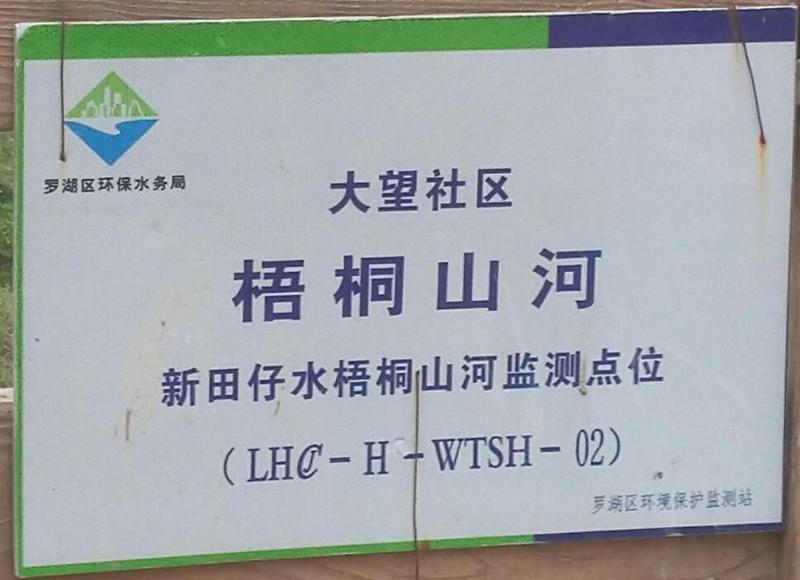 罗湖区环保水务局
大望社区
梧桐山河
新田仔水梧桐山河监测点位
(LHC-H-WTSH-02)
罗湖区环境保护监测站